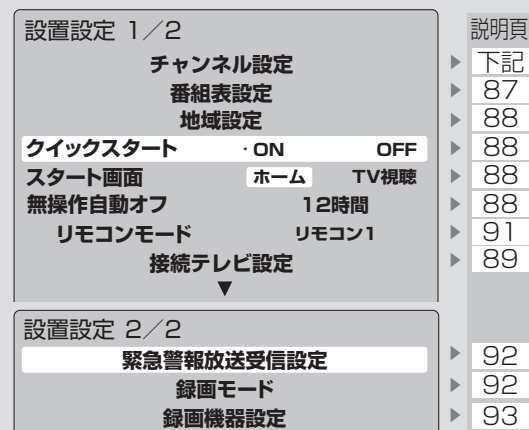 設置設定 1／2
説明頁
チャンネル設定 ▶ 下記
番組表設定 ▶ 87
地域設定 ▶ 88
クイックスタート ・ON OFF ▶ 88
スタート画面 ホーム TV視聴 ▶ 88
無操作自動オフ 12時間 ▶ 88
リモコンモード リモコン1 ▶ 91
接続テレビ設定 ▶ 89
▼
設置設定 2／2
緊急警報放送受信設定 ▶ 92
録画モード ▶ 92
録画機器設定 ▶ 93